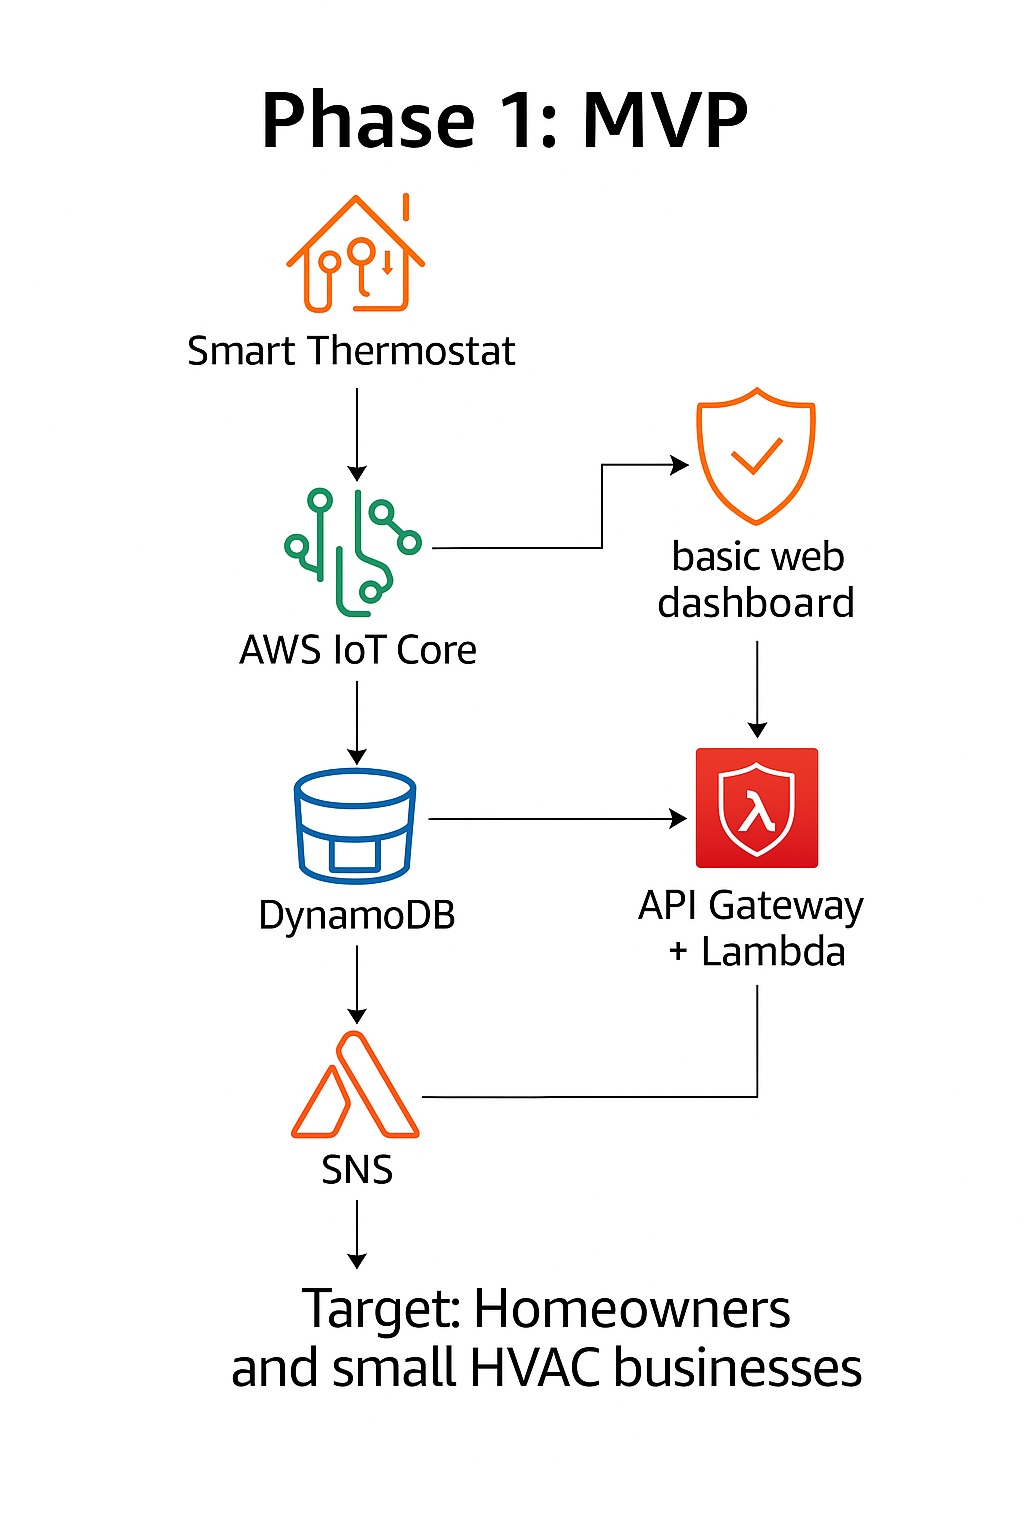 Phase 1: MVP
Smart Thermostat
basic web
dashboard
AWS IoT Core
API Gateway
+ Lambda
DynamoDB
SNS
Target: Homeowners
and small HVAC businesses